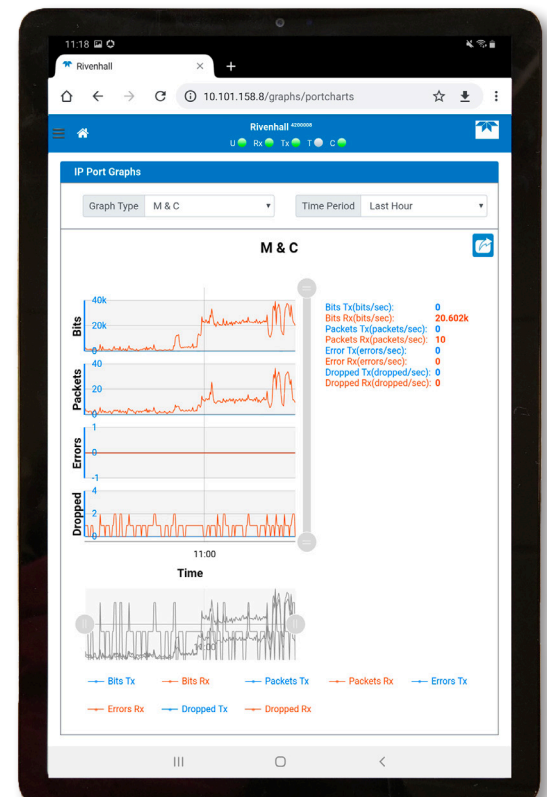 11:18
Rivenhall
10.101.158.8/graphs/portcharts
Rivenhall 4200008
U Rx Tx T C
IP Port Graphs
Graph Type M & C Time Period Last Hour
M & C
Bits
40k
20k
0
Packets
40
20
0
Errors
1
0
-1
Dropped
4
2
0
11:00
Time
Bits Tx(bits/sec): 0
Bits Rx(bits/sec): 20.602k
Packets Tx(packets/sec): 0
Packets Rx(packets/sec): 10
Error Tx(errors/sec): 0
Error Rx(errors/sec): 0
Dropped Tx(dropped/sec): 0
Dropped Rx(dropped/sec): 0
11:00
Bits Tx Bits Rx Packets Tx Packets Rx Errors Tx
Errors Rx Dropped Tx Dropped Rx